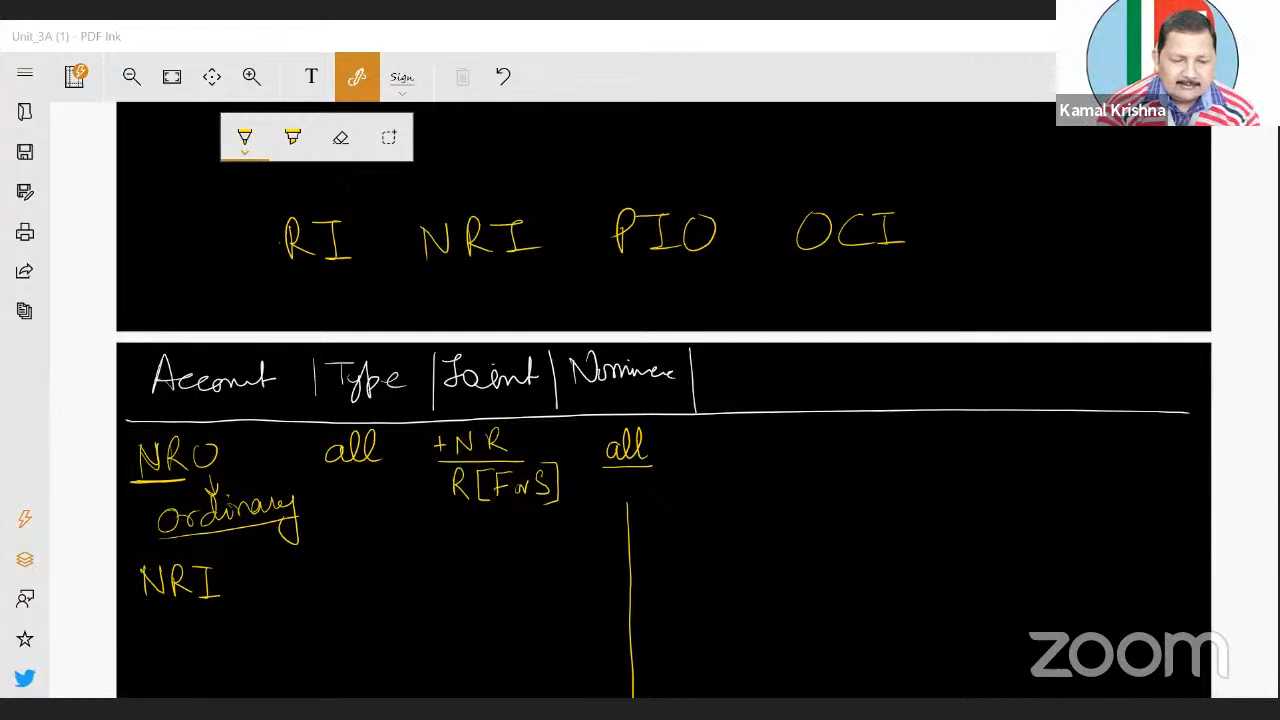 Unit_3A (1) - PDF Ink
T
Sign
Kamal Krishna
RI NRI PIO OCI
Account | Type | Joint | Nominee |
NRO all +NR all
R [F or S]
ordinary
NRI
zoom